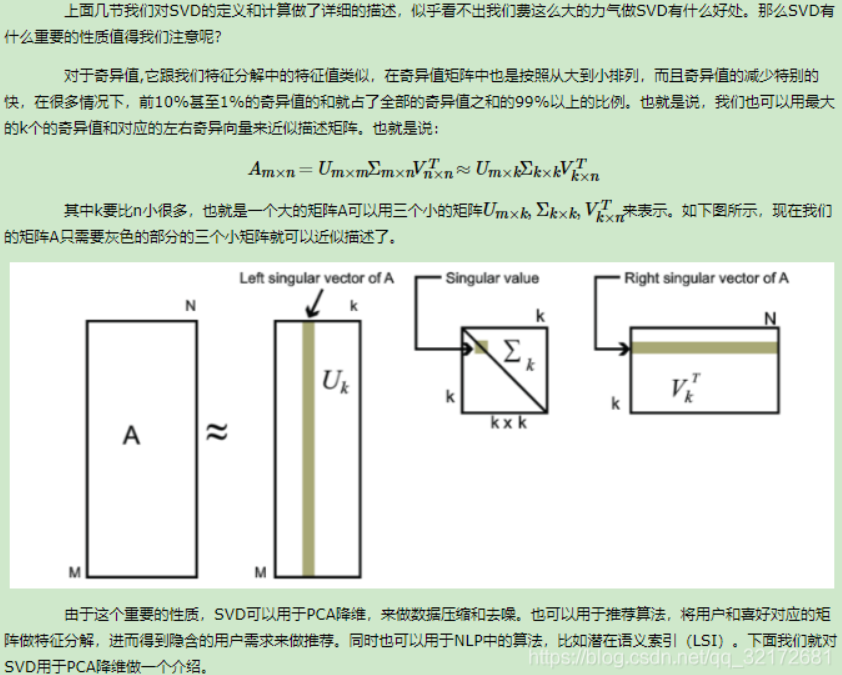 上面几节我们对SVD的定义和计算做了详细的描述，似乎看不出我们费这么大的力气做SVD有什么好处。那么SVD有
什么重要的性质值得我们注意呢？
对于奇异值,它跟我们特征分解中的特征值类似，在奇异值矩阵中也是按照从大到小排列，而且奇异值的减少特别的
快，在很多情况下，前10%甚至1%的奇异值的和就占了全部的奇异值之和的99%以上的比例。也就是说，我们也可以用最大
的k个的奇异值和对应的左右奇异向量来近似描述矩阵。也就是说：
A_{m×n} = U_{m×m}Σ_{m×n}V^T_{n×n} ≈ U_{m×k}Σ_{k×k}V^T_{k×n}
其中k要比n小很多，也就是一个大的矩阵A可以用三个小的矩阵U_{m×k}, Σ_{k×k}, V^T_{k×n}来表示。如下图所示，现在我们
的矩阵A只需要灰色的部分的三个小矩阵就可以近似描述了。
Left singular vector of A
Singular value
Right singular vector of A
N
k
k
N
A
≈
U_k
Σ_k
V_k^T
k
k
k x k
M
M
由于这个重要的性质，SVD可以用于PCA降维，来做数据压缩和去噪。也可以用于推荐算法，将用户和喜好对应的矩
阵做特征分解，进而得到隐含的用户需求来做推荐。同时也可以用于NLP中的算法，比如潜在语义索引（LSI）。下面我们就对
SVD用于PCA降维做一个介绍。
https://blog.csdn.net/qq_32172681